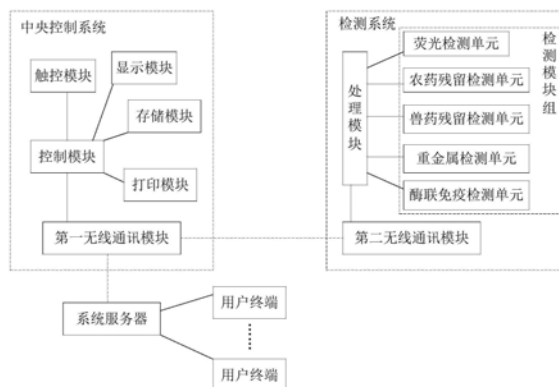 中央控制系统
触控模块
显示模块
存储模块
控制模块
打印模块
第一无线通讯模块
检测系统
荧光检测单元
农药残留检测单元
兽药残留检测单元
重金属检测单元
酶联免疫检测单元
检测模块组
处理模块
第二无线通讯模块
系统服务器
用户终端
用户终端